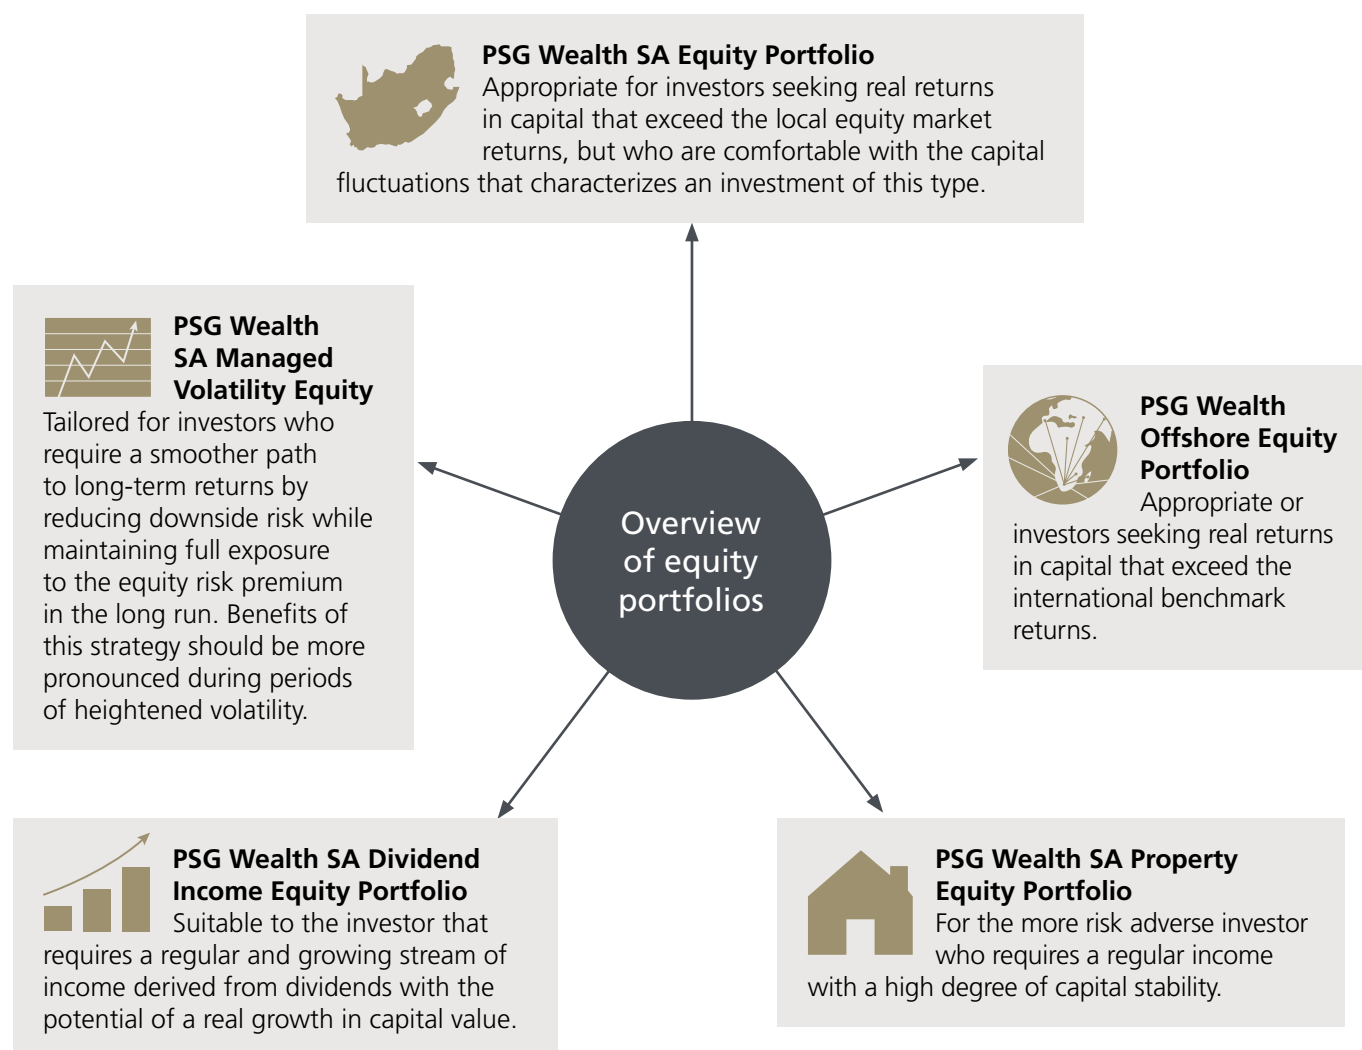 PSG Wealth SA Equity Portfolio
Appropriate for investors seeking real returns
in capital that exceed the local equity market
returns, but who are comfortable with the capital
fluctuations that characterizes an investment of this type.
PSG Wealth
SA Managed
Volatility Equity
Tailored for investors who
require a smoother path
to long-term returns by
reducing downside risk while
maintaining full exposure
to the equity risk premium
in the long run. Benefits of
this strategy should be more
pronounced during periods
of heightened volatility.
PSG Wealth
Offshore Equity
Portfolio
Appropriate or
investors seeking real returns
in capital that exceed the
international benchmark
returns.
Overview
of equity
portfolios
PSG Wealth SA Dividend
Income Equity Portfolio
Suitable to the investor that
requires a regular and growing stream of
income derived from dividends with the
potential of a real growth in capital value.
PSG Wealth SA Property
Equity Portfolio
For the more risk adverse investor
who requires a regular income
with a high degree of capital stability.